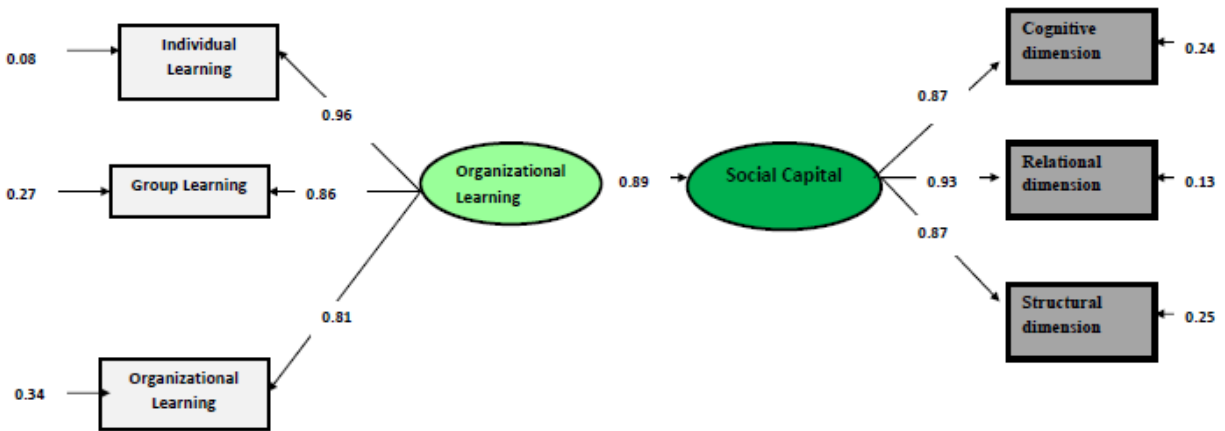 Individual
Learning
0.08
0.96
Group Learning
0.27
0.86
Organizational
Learning
0.34
0.81
Organizational
Learning
0.89
Social Capital
0.87
0.93
0.87
Cognitive
dimension
0.24
Relational
dimension
0.13
Structural
dimension
0.25